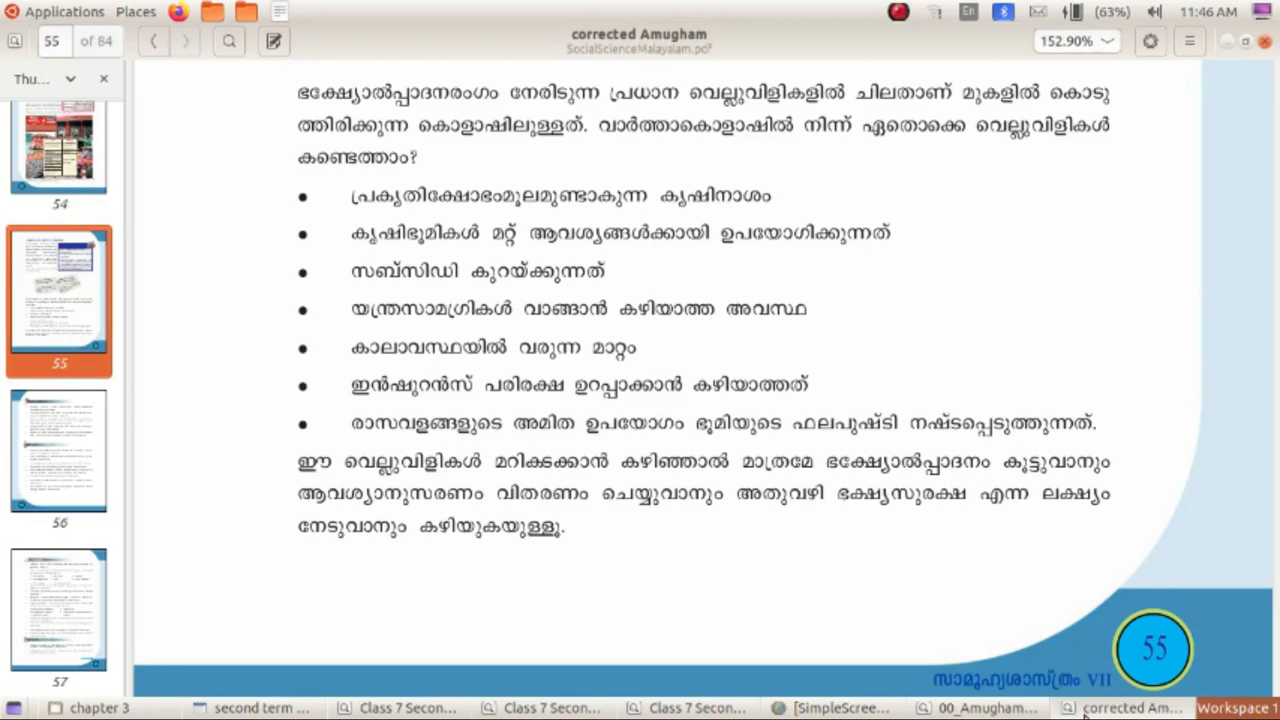 Applications Places En (63%) 11:46 AM
55 of 84 corrected Amugham 152.90%
SocialScienceMalayalam.pdf
Thu...
54
55
56
57
ഭക്ഷ്യോൽപ്പാദനരംഗം നേരിടുന്ന പ്രധാന വെല്ലുവിളികളിൽ ചിലതാണ് മുകളിൽ കൊടു
ത്തിരിക്കുന്ന കൊളാഷിലുള്ളത്. വാർത്താകൊളാഷിൽ നിന്ന് ഏതൊക്കെ വെല്ലുവിളികൾ
കണ്ടെത്താം?
• പ്രകൃതിക്ഷോഭംമൂലമുണ്ടാകുന്ന കൃഷിനാശം
• കൃഷിഭൂമികൾ മറ്റ് ആവശ്യങ്ങൾക്കായി ഉപയോഗിക്കുന്നത്
• സബ്സിഡി കുറയ്ക്കുന്നത്
• യന്ത്രസാമഗ്രികൾ വാങ്ങാൻ കഴിയാത്ത അവസ്ഥ
• കാലാവസ്ഥയിൽ വരുന്ന മാറ്റം
• ഇൻഷുറൻസ് പരിരക്ഷ ഉറപ്പാക്കാൻ കഴിയാത്തത്
• രാസവളങ്ങളുടെ അമിത ഉപയോഗം ഭൂമിയുടെ ഫലപുഷ്ടി നഷ്ടപ്പെടുത്തുന്നത്.
ഈ വെല്ലുവിളികൾ കഴിഞ്ഞാൽ മാത്രമേ ഭക്ഷ്യോൽപ്പാദനം കൂട്ടുവാനും
ആവശ്യാനുസരണം വിതരണം ചെയ്യുവാനും അതുവഴി ഭക്ഷ്യസുരക്ഷ എന്ന ലക്ഷ്യം
നേടുവാനും കഴിയുകയുള്ളൂ.
55
സാമൂഹ്യശാസ്ത്രം VII
chapter 3 second term ... Class 7 Secon... Class 7 Secon... Class 7 Secon... [SimpleScree... 00_Amugham... corrected Am... Workspace 1